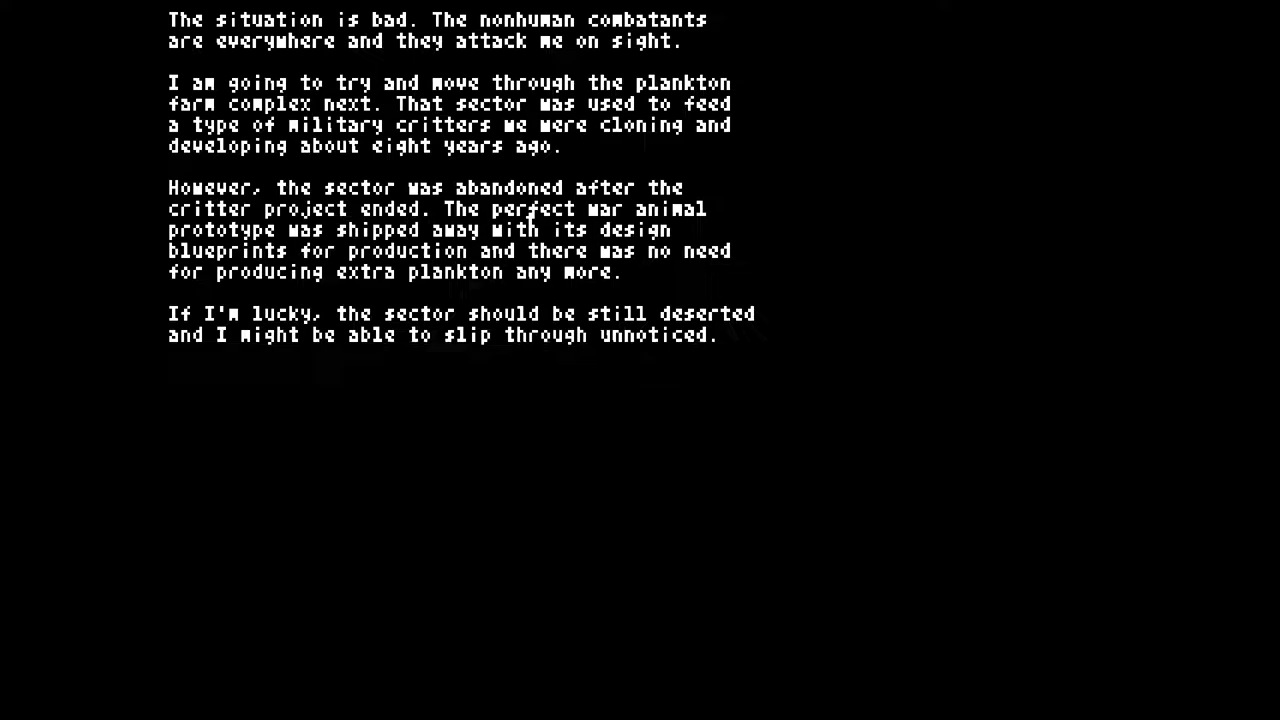 The situation is bad. The nonhuman combatants
are everywhere and they attack me on sight.
I am going to try and move through the plankton
farm complex next. That sector was used to feed
a type of military critters we were cloning and
developing about eight years ago.
However, the sector was abandoned after the
critter project ended. The perfect war animal
prototype was shipped away with its design
blueprints for production and there was no need
for producing extra plankton any more.
If I'm lucky, the sector should be still deserted
and I might be able to slip through unnoticed.